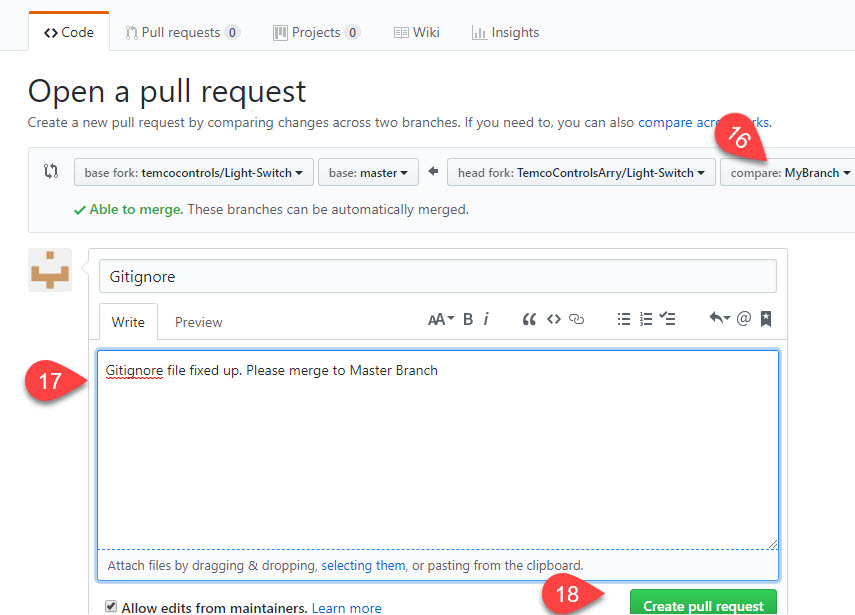 Code Pull requests 0 Projects 0 Wiki Insights
Open a pull request
Create a new pull request by comparing changes across two branches. If you need to, you can also compare acr rks.
16
base fork: temcocontrols/Light-Switch base: master head fork: TemcoControlsArry/Light-Switch compare: MyBranch
Able to merge. These branches can be automatically merged.
Gitignore
Write Preview AA B i @
17 Gitignore file fixed up. Please merge to Master Branch
Attach files by dragging & dropping, selecting them, or pasting from the clipboard.
18
Allow edits from maintainers. Learn more Create pull request